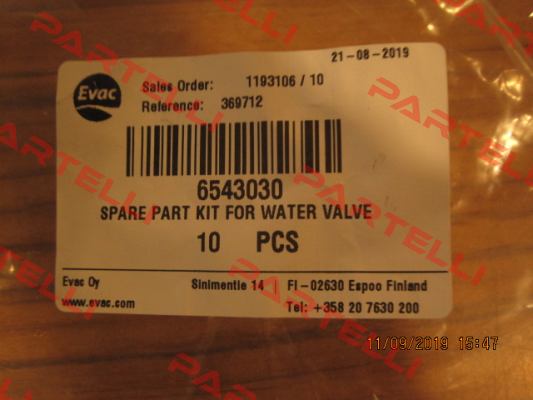 21-08-2019
Evac
Sales Order: 1193106 / 10
Reference: 369712
6543030
SPARE PART KIT FOR WATER VALVE
10 PCS
Evac Oy Sinimentie 14 | FI-02630 Espoo Finland
www.evac.com Tel: +358 20 7630 200
11/09/2019 15:47
PARTELLI
PARTELLI
PARTELLI
PARTELLI
PARTELLI